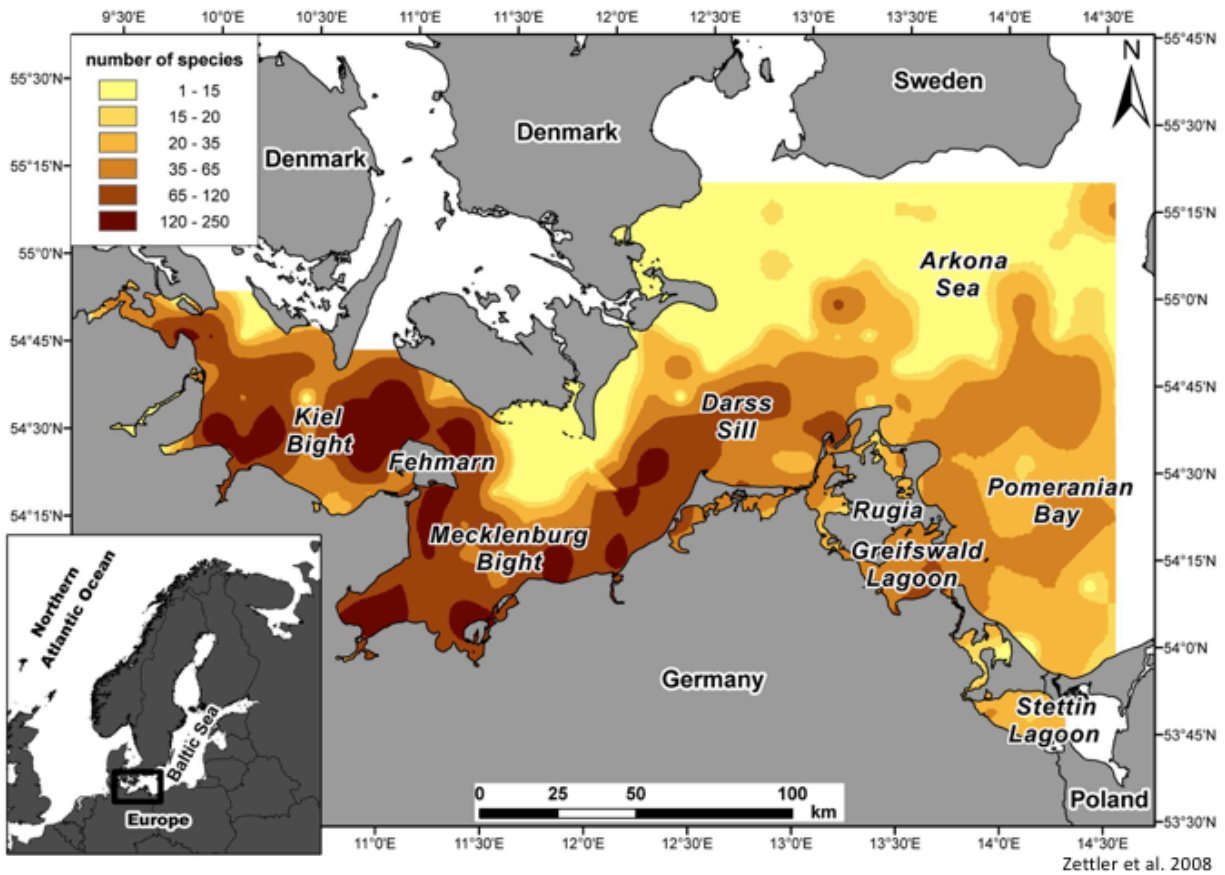 9°30'E 10°0'E 10°30'E 11°0'E 11°30'E 12°0'E 12°30'E 13°0'E 13°30'E 14°0'E 14°30'E
number of species
1 - 15
15 - 20
20 - 35
35 - 65
65 - 120
120 - 250
55°30'N
55°15'N
55°0'N
54°45'N
54°30'N
54°15'N
Denmark
Denmark
Sweden
N
55°45'N
55°30'N
55°15'N
55°0'N
54°45'N
54°30'N
54°15'N
54°0'N
53°45'N
53°30'N
Arkona
Sea
Kiel
Bight
Fehmarn
Darss
Sill
Mecklenburg
Bight
Rugia
Greifswald
Lagoon
Pomeranian
Bay
Germany
Stettin
Lagoon
Poland
Northern
Atlantic Ocean
Baltic Sea
Europe
0 25 50 100
km
11°0'E 11°30'E 12°0'E 12°30'E 13°0'E 13°30'E 14°0'E 14°30'E
Zettler et al. 2008